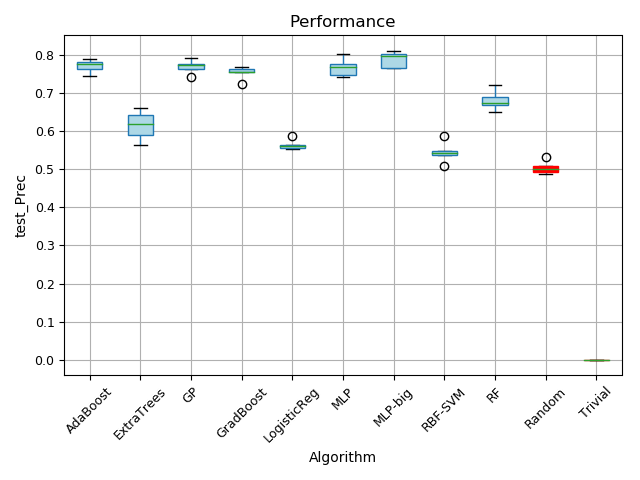 Performance
test_Prec
0.8
0.7
0.6
0.5
0.4
0.3
0.2
0.1
0.0
AdaBoost
ExtraTrees
GP
GradBoost
LogisticReg
MLP
MLP-big
RBF-SVM
RF
Random
Trivial
Algorithm